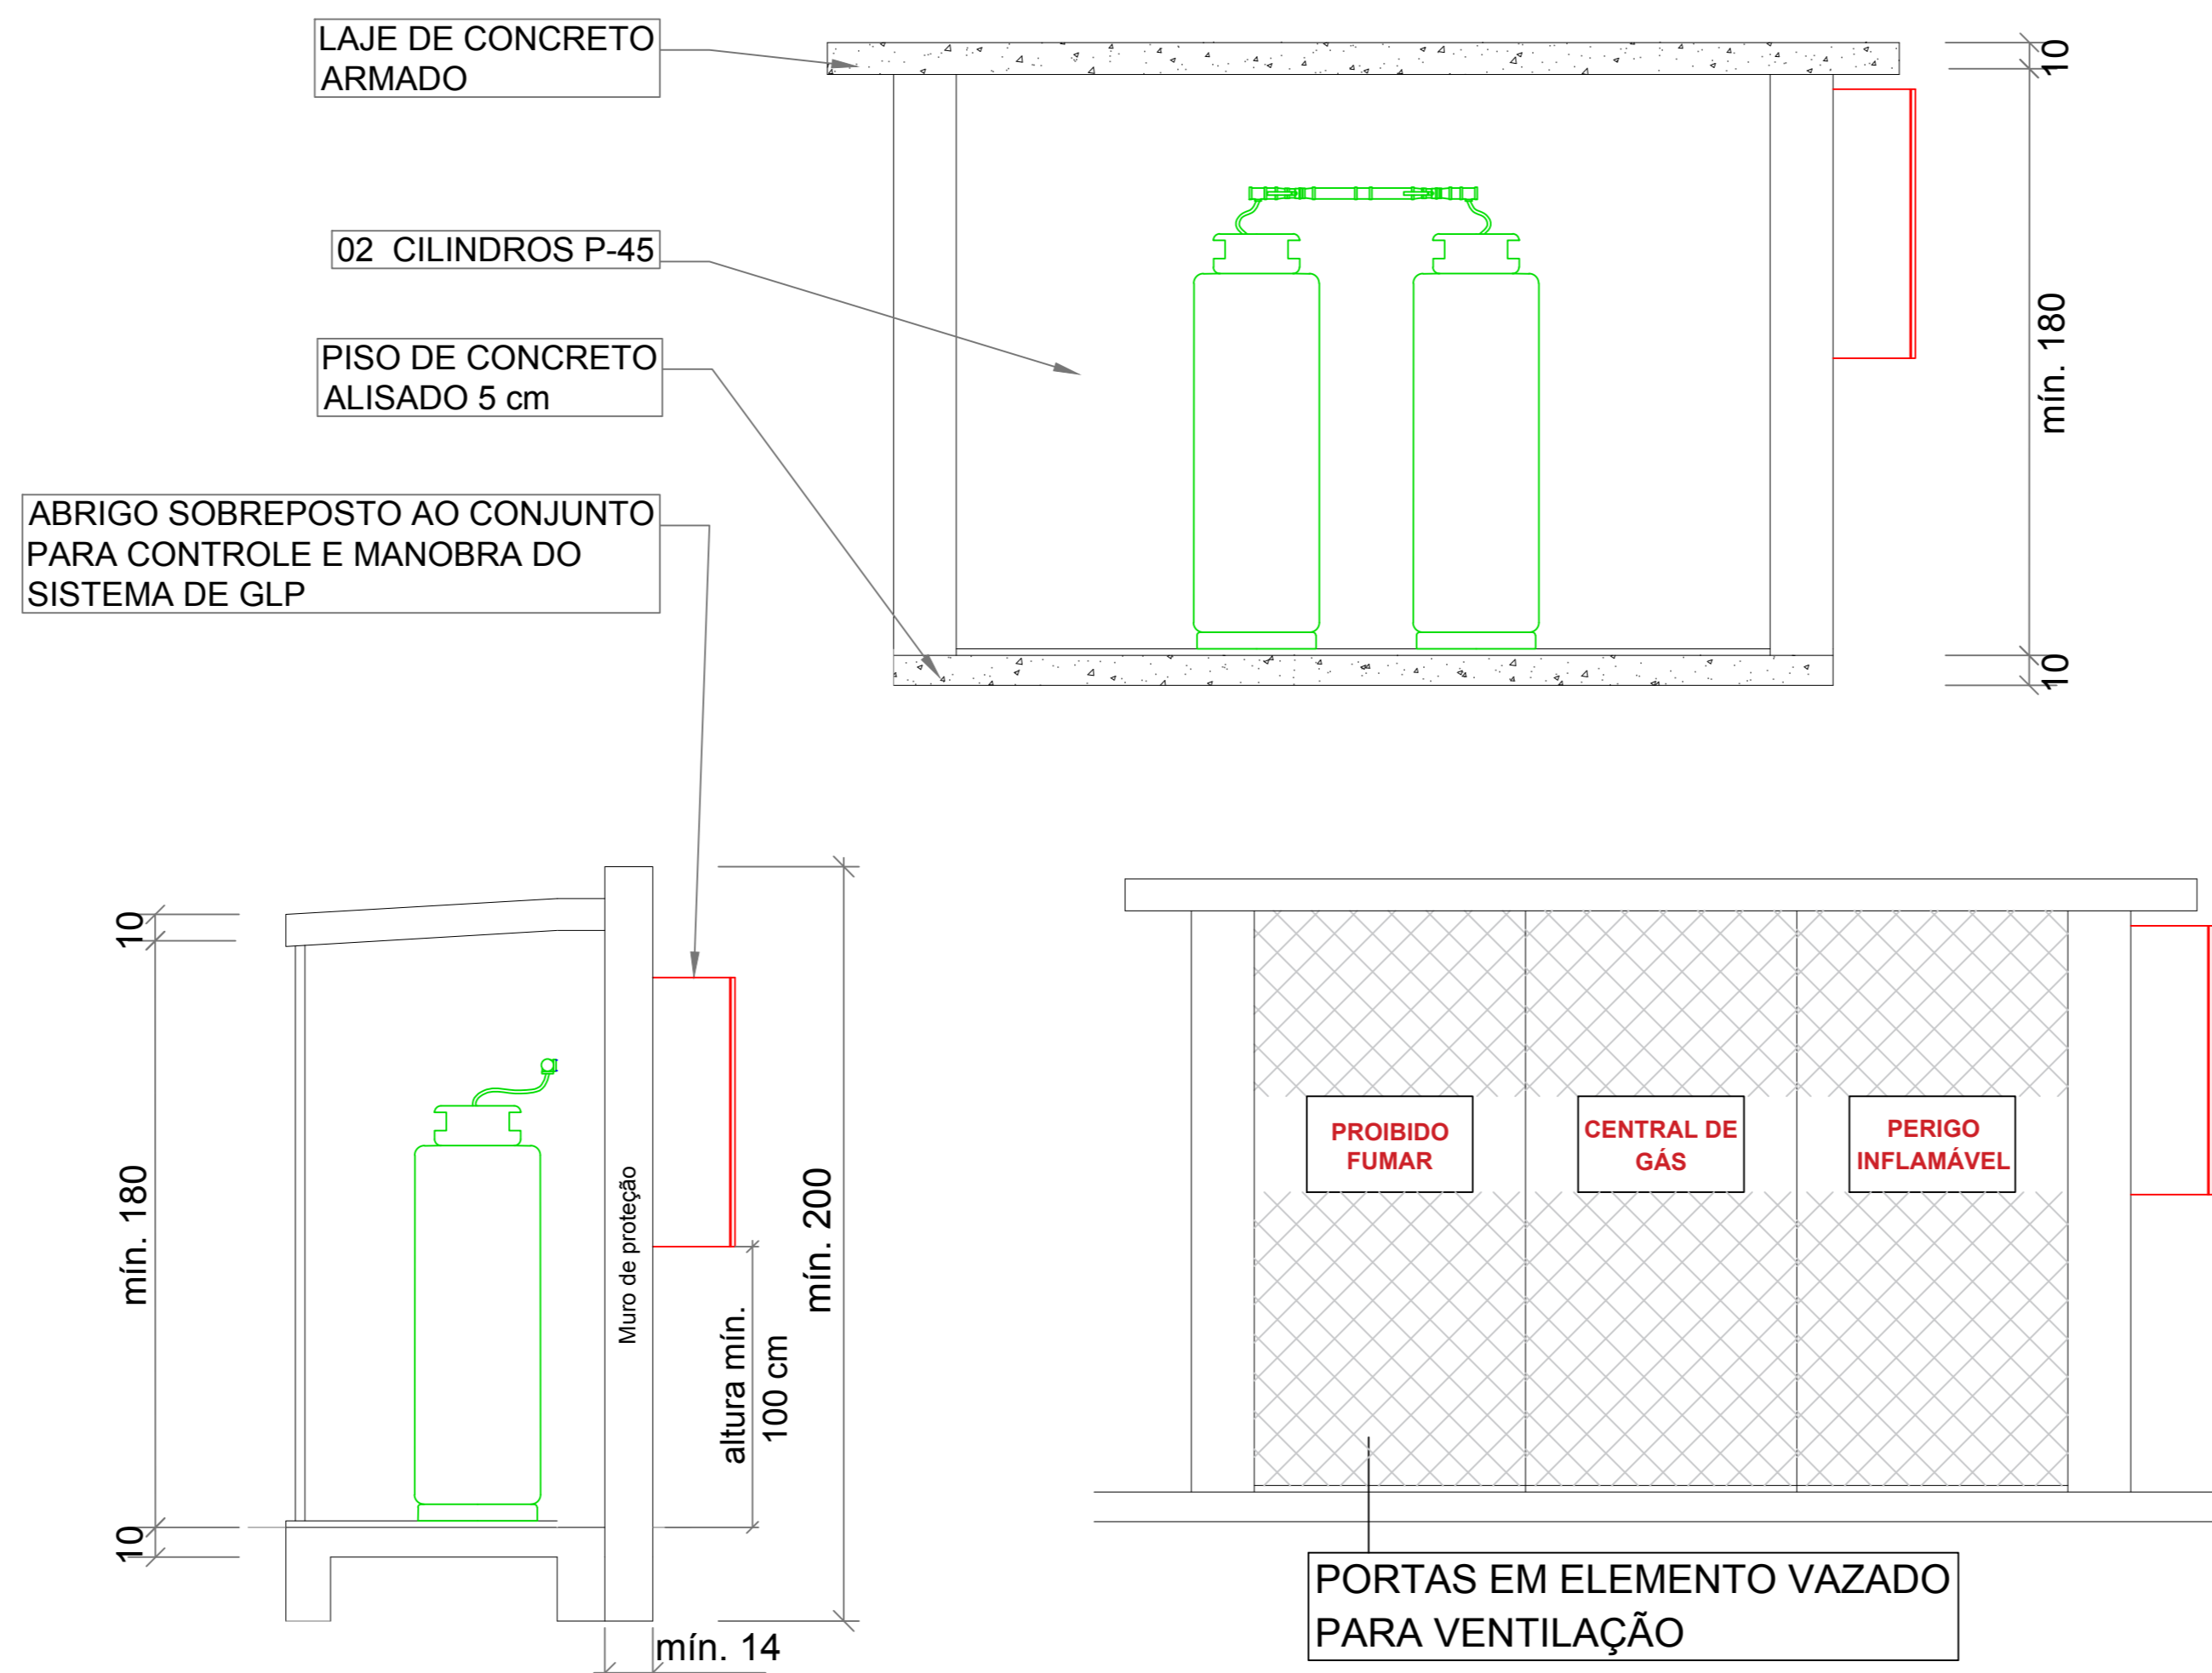 LAJE DE CONCRETO
ARMADO
02 CILINDROS P-45
PISO DE CONCRETO
ALISADO 5 cm
ABRIGO SOBREPOSTO AO CONJUNTO
PARA CONTROLE E MANOBRA DO
SISTEMA DE GLP
10
mín. 180
10
10
mín. 180
10
Muro de proteção
altura mín.
100 cm
mín. 200
mín. 14
PROIBIDO
FUMAR
CENTRAL DE
GÁS
PERIGO
INFLAMÁVEL
PORTAS EM ELEMENTO VAZADO
PARA VENTILAÇÃO